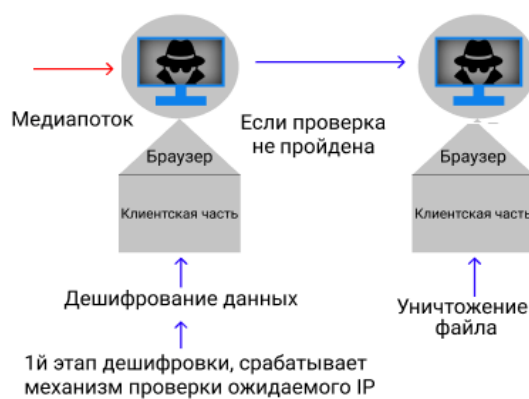 Медиапоток
Если проверка
не пройдена
Браузер
Клиентская часть
Браузер
Клиентская часть
Дешифрование данных
Уничтожение
файла
1й этап дешифровки, срабатывает
механизм проверки ожидаемого IP